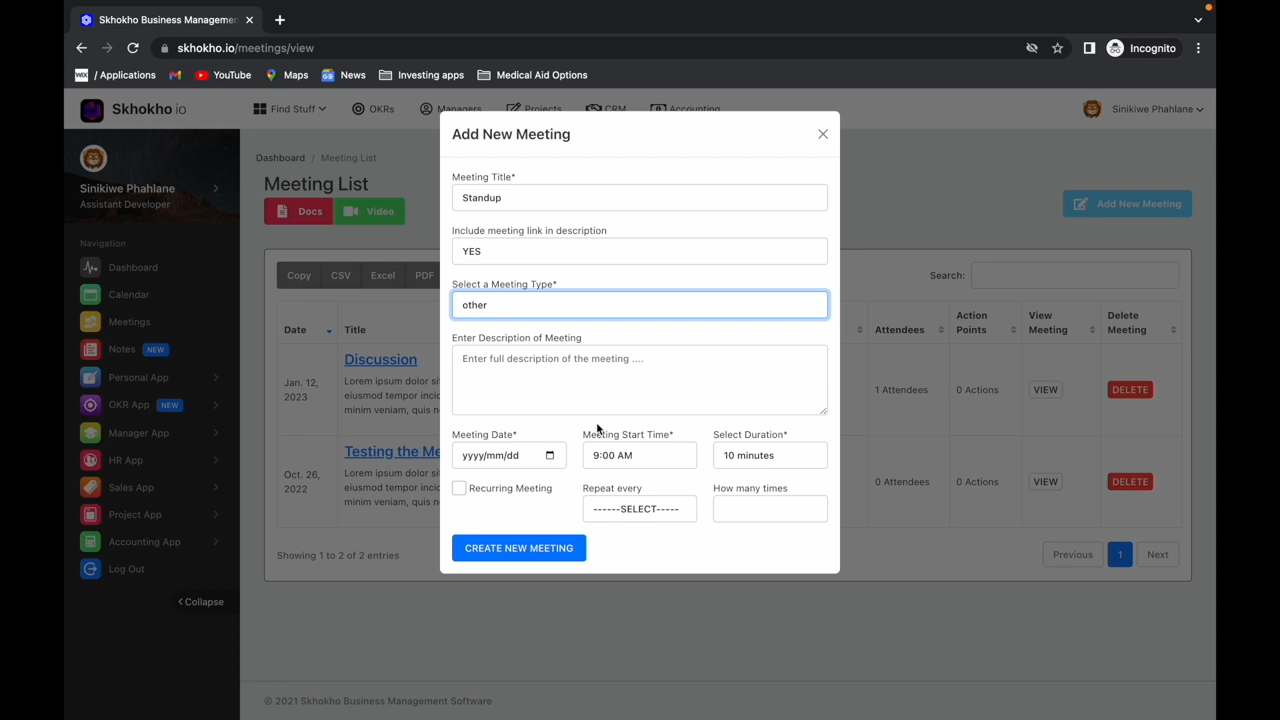 Skhokho Business Managemen
skhokho.io/meetings/view
Incognito
WIX / Applications
YouTube
Maps
News
Investing apps
Medical Aid Options
Skhokho io
Find Stuff
OKRs
Managers
Projects
CRM
Accounting
Sinikiwe Phahlane
Sinikiwe Phahlane
Assistant Developer
Navigation
Dashboard
Calendar
Meetings
Notes NEW
Personal App
OKR App NEW
Manager App
HR App
Sales App
Project App
Accounting App
Log Out
Collapse
Dashboard / Meeting List
Meeting List
Docs
Video
Add New Meeting
Copy CSV Excel PDF
Search:
Date Title Attendees Action Points View Meeting Delete Meeting
Jan. 12, 2023
Discussion
Lorem ipsum dolor si
eiusmod tempor incid
minim veniam, quis n
1 Attendees 0 Actions VIEW DELETE
Oct. 26, 2022
Testing the Me
Lorem ipsum dolor si
eiusmod tempor incid
minim veniam, quis n
0 Attendees 0 Actions VIEW DELETE
Showing 1 to 2 of 2 entries
Previous 1 Next
© 2021 Skhokho Business Management Software
Add New Meeting
Meeting Title*
Standup
Include meeting link in description
YES
Select a Meeting Type*
other
Enter Description of Meeting
Enter full description of the meeting ....
Meeting Date* Meeting Start Time* Select Duration*
yyyy/mm/dd 9:00 AM 10 minutes
Recurring Meeting Repeat every How many times
------SELECT-----
CREATE NEW MEETING